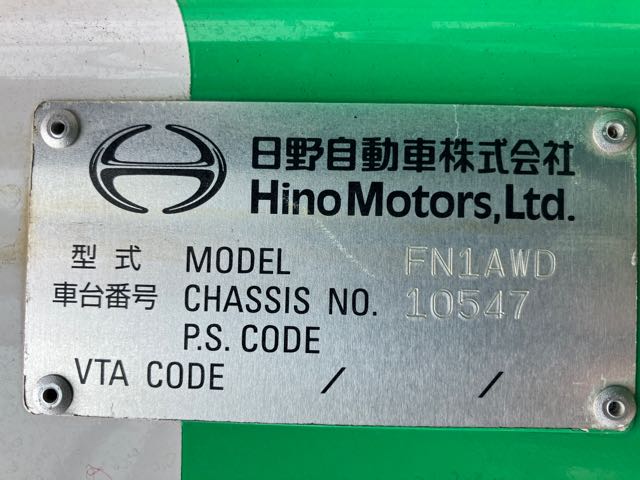 日野自動車株式会社
Hino Motors, Ltd.
型式 MODEL FN1AWD
車台番号 CHASSIS NO. 10547
P.S. CODE
VTA CODE / /